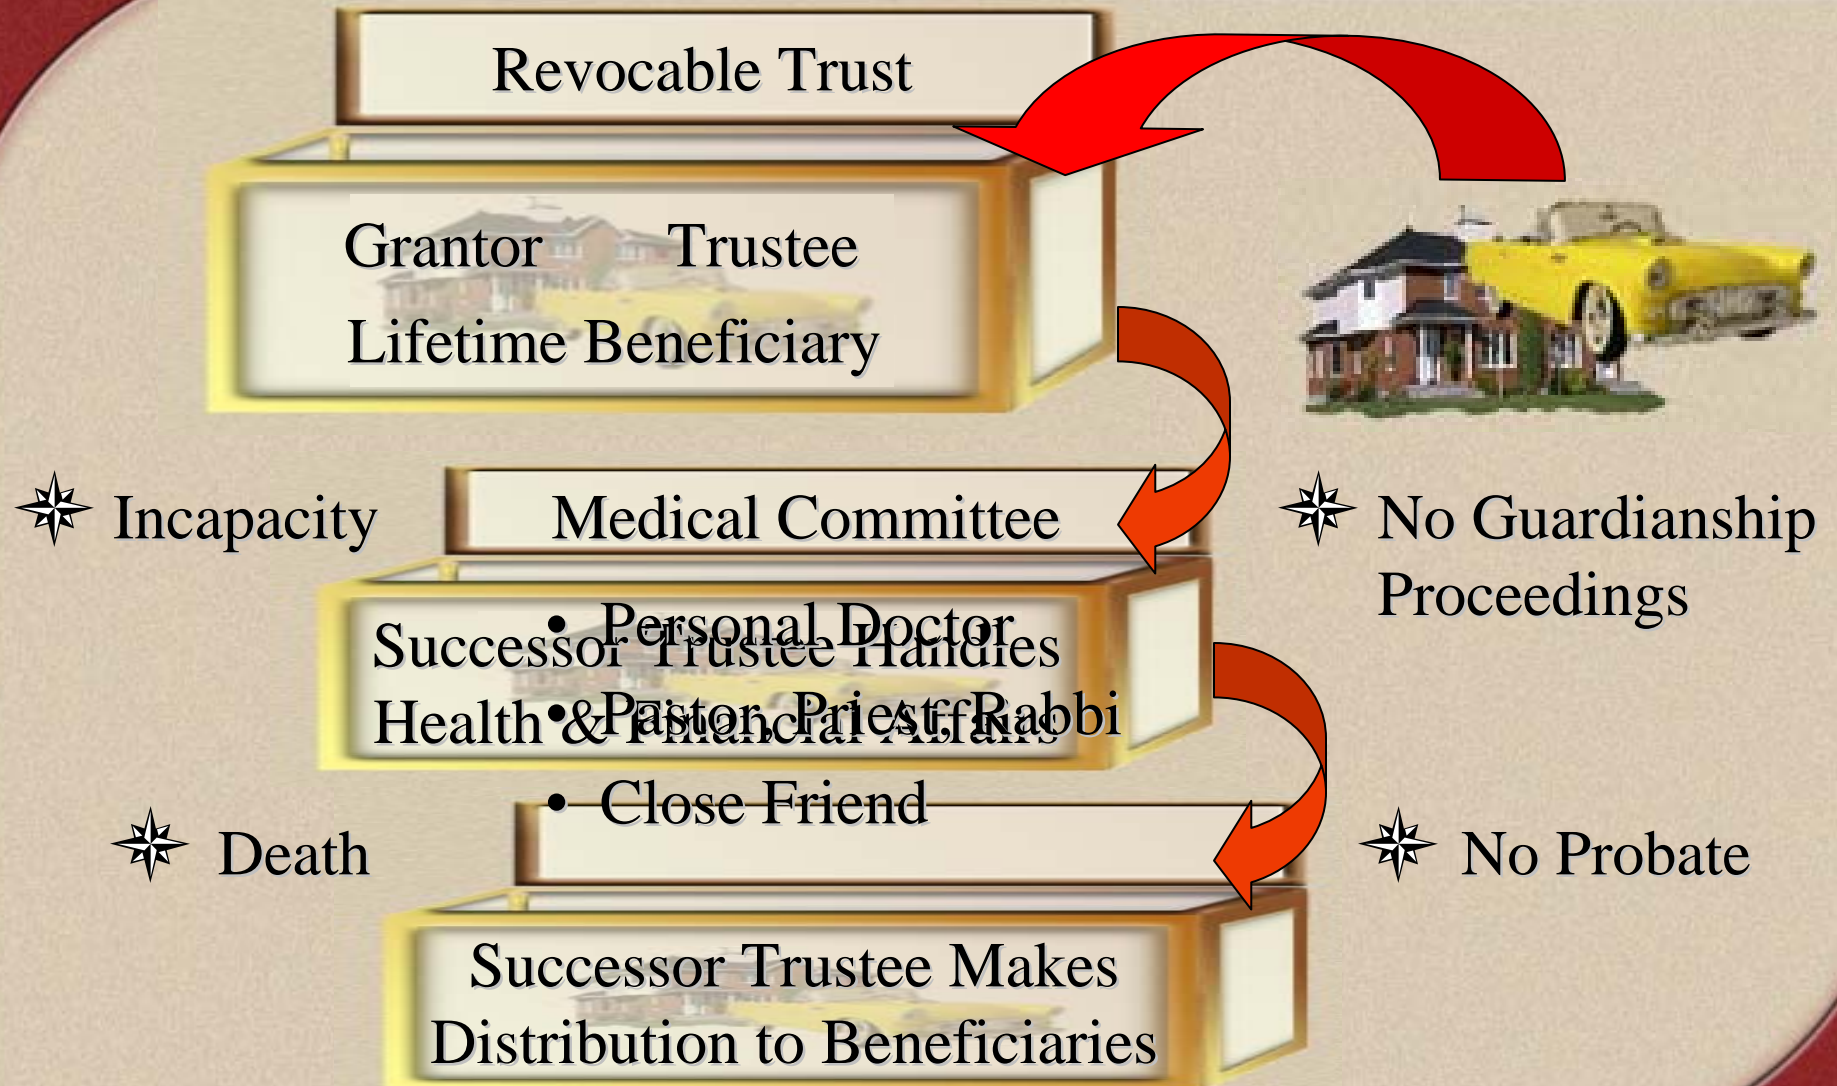 Revocable Trust
Grantor Trustee
Lifetime Beneficiary
Incapacity
Medical Committee
No Guardianship
Proceedings
• Personal Doctor
• Pastor, Priest, Rabbi
• Close Friend
Successor Trustee Handles
Health & Financial Affairs
Death
No Probate
Successor Trustee Makes
Distribution to Beneficiaries